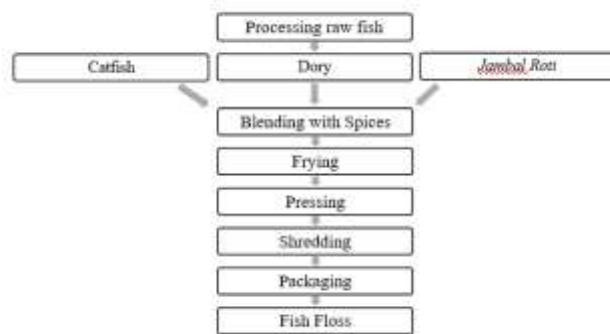 Processing raw fish
Catfish
Dory
Jambal Roti
Blending with Spices
Frying
Pressing
Shredding
Packaging
Fish Floss